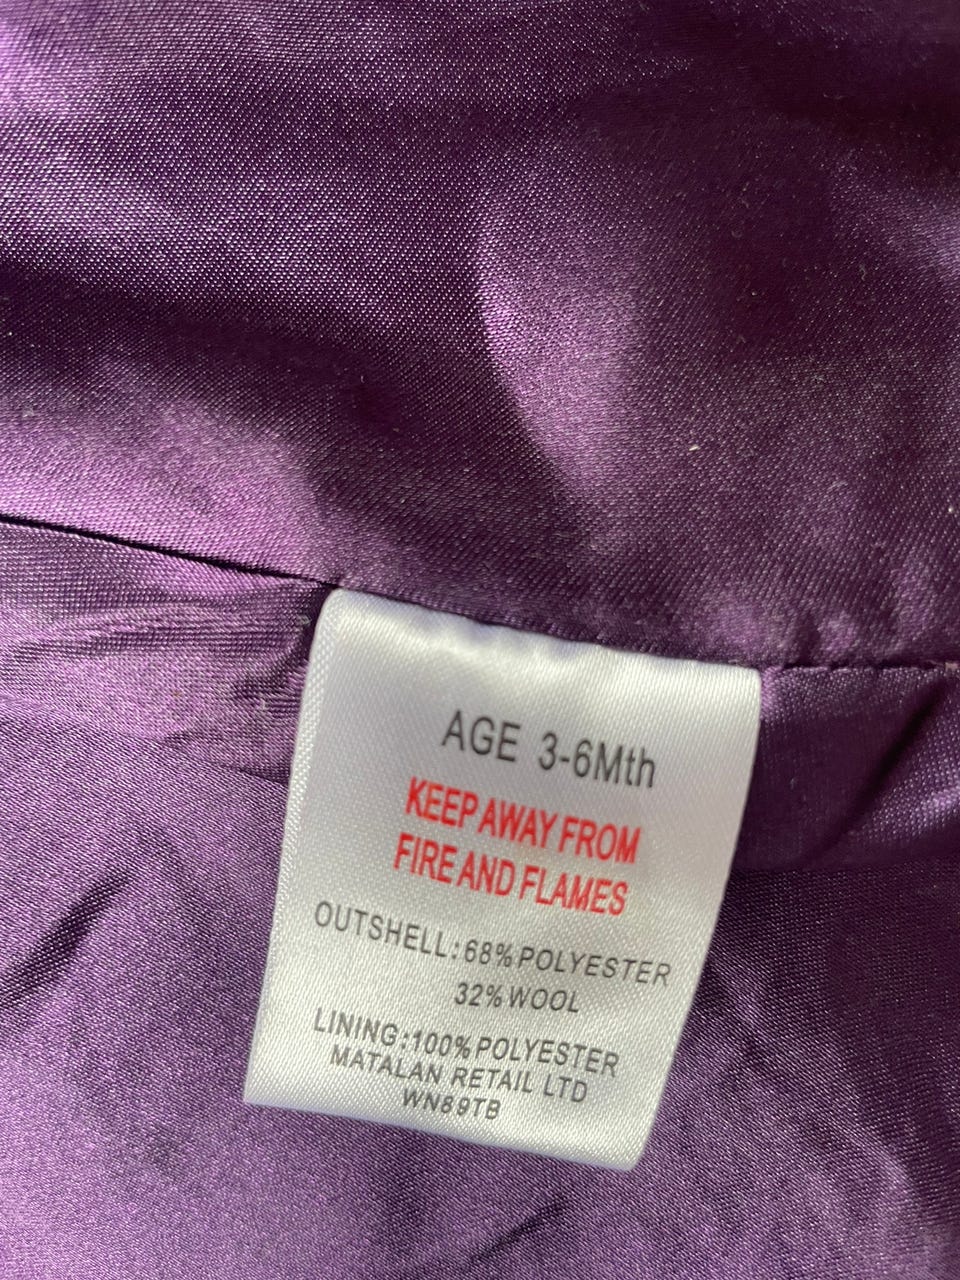 AGE 3-6Mth
KEEP AWAY FROM
FIRE AND FLAMES
OUTSHELL:68% POLYESTER
32% WOOL
LINING:100% POLYESTER
MATALAN RETAIL LTD
WN89TB